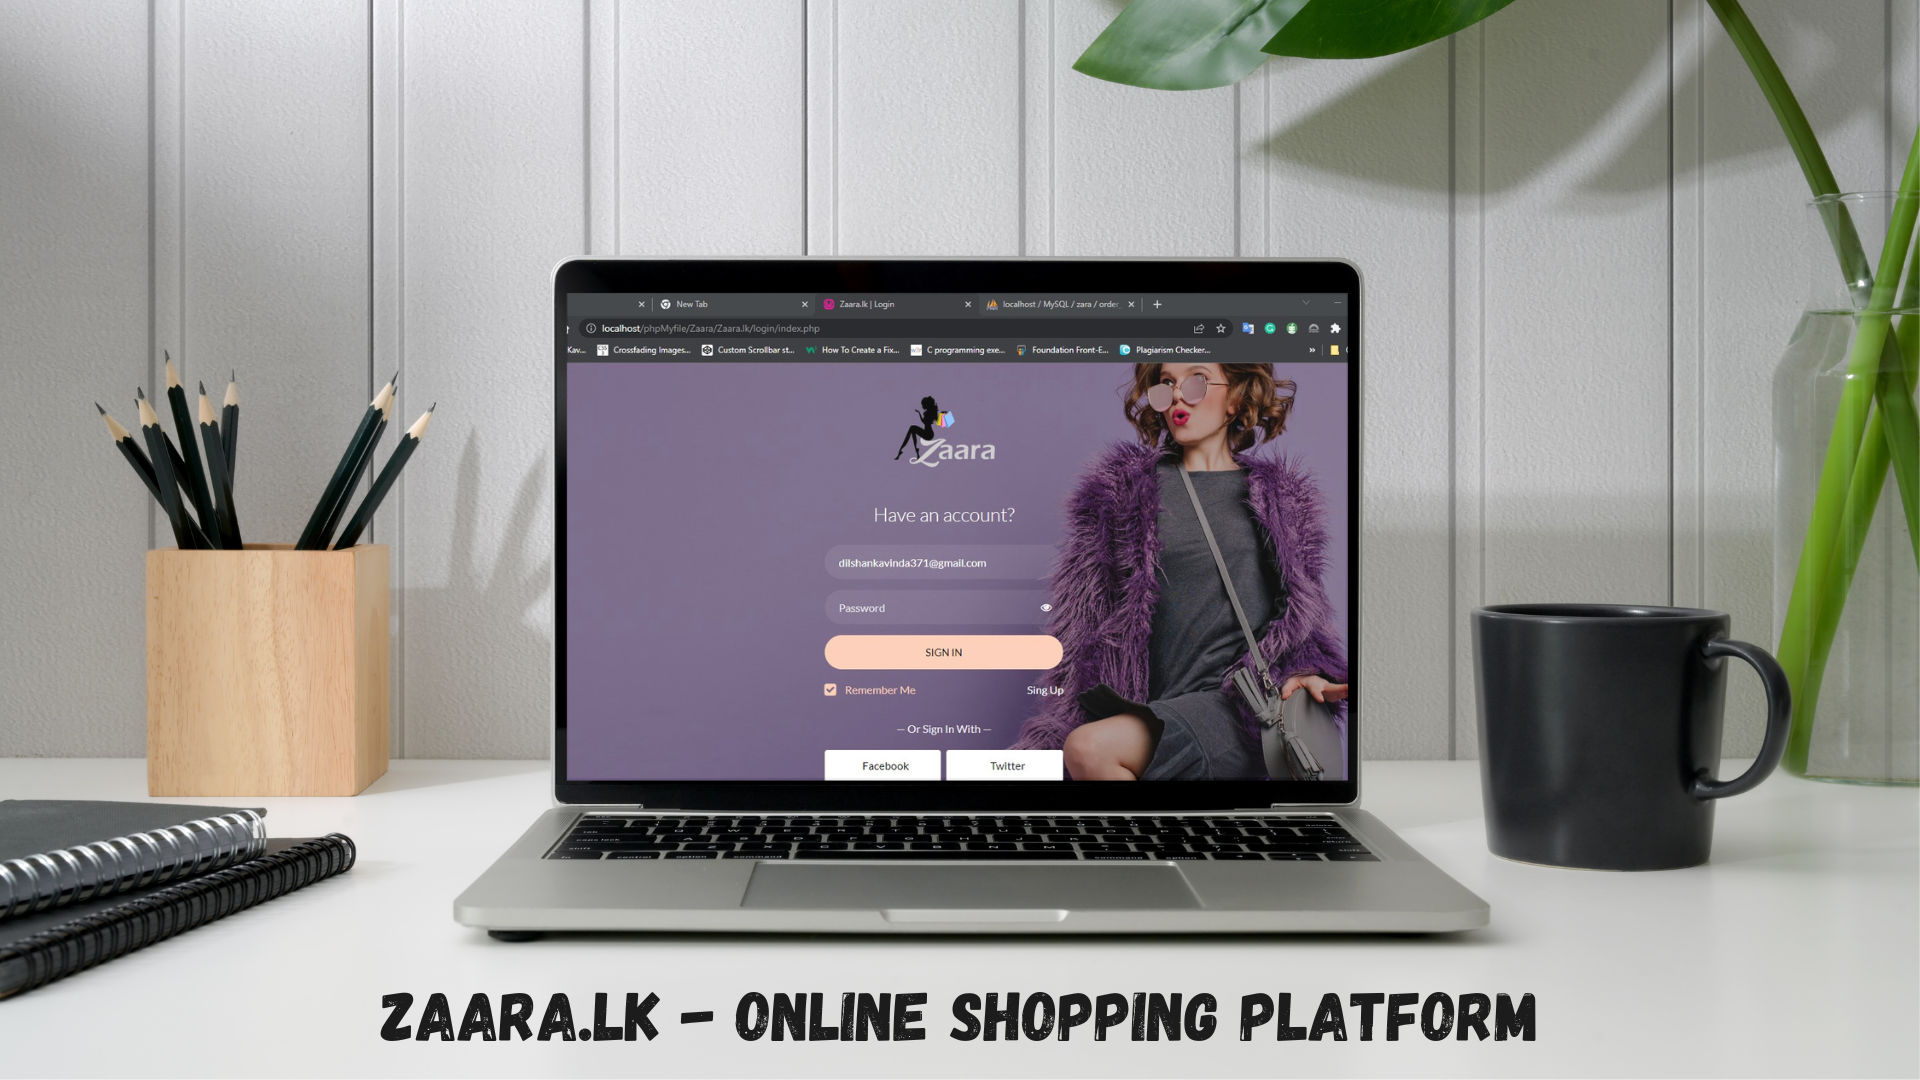 New Tab
Zaara.lk | Login
localhost / MySQL / zara / order
localhost/phpMyfile/Zaara/Zaara.lk/login/index.php
Kav...
Crossfading Images...
Custom Scrollbar st...
How To Create a Fix...
C programming exe...
Foundation Front-E...
Plagiarism Checker...
Zaara
Have an account?
dilshankavinda371@gmail.com
Password
SIGN IN
Remember Me
Sing Up
— Or Sign In With —
Facebook
Twitter
ZAARA.LK - ONLINE SHOPPING PLATFORM